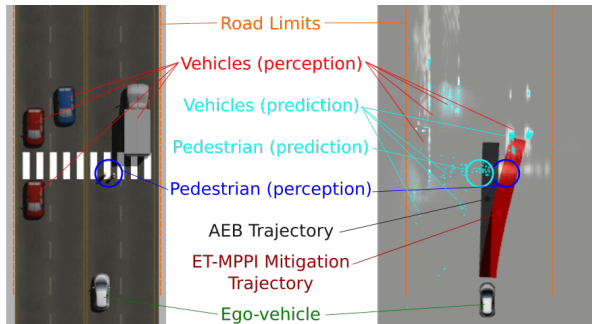 Road Limits
Vehicles (perception)
Vehicles (prediction)
Pedestrian (prediction)
Pedestrian (perception)
AEB Trajectory
ET-MPPI Mitigation
Trajectory
Ego-vehicle